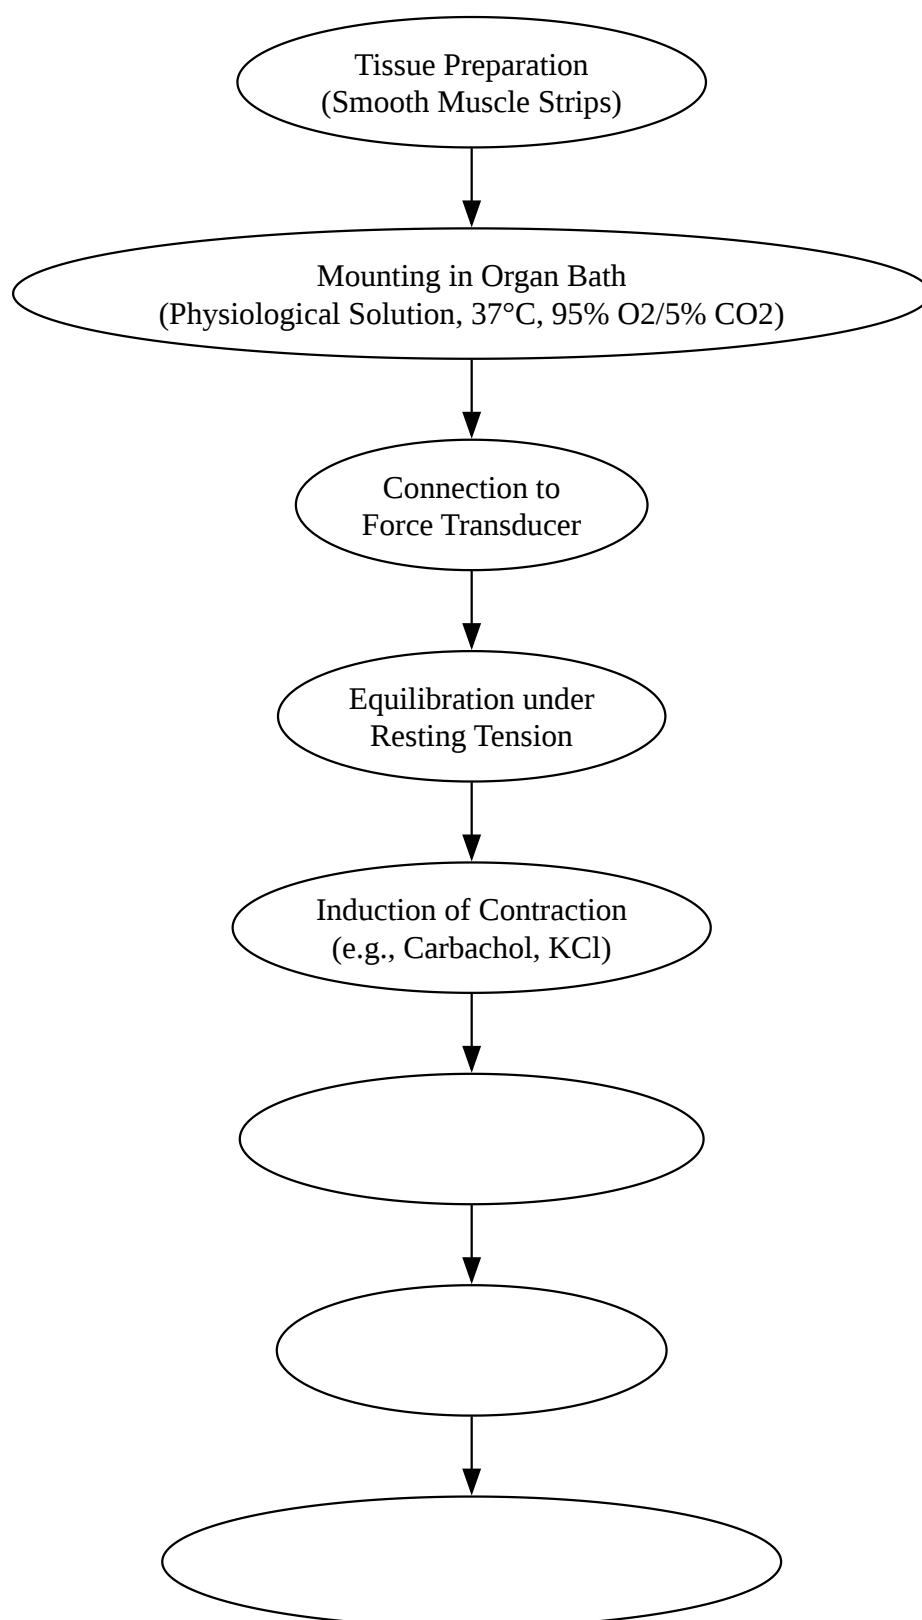 Tissue Preparation
(Smooth Muscle Strips)
Mounting in Organ Bath
(Physiological Solution, 37°C, 95% O2/5% CO2)
Connection to
Force Transducer
Equilibration under
Resting Tension
Induction of Contraction
(e.g., Carbachol, KCl)